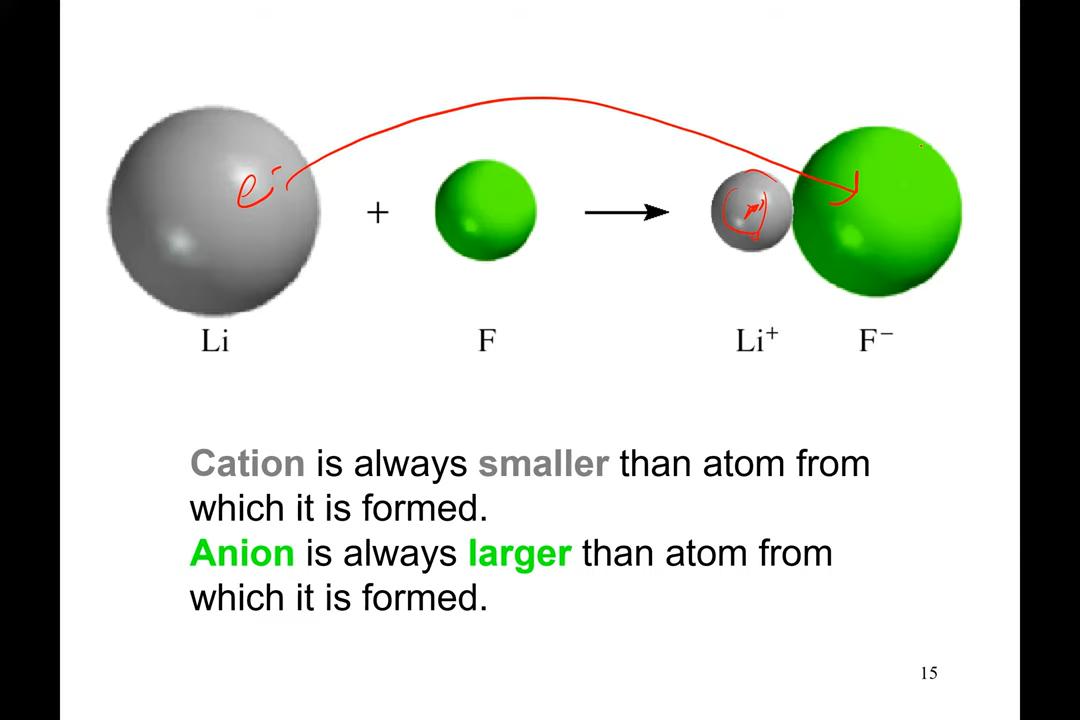 e-
+
Li
F
Li⁺
F⁻
Cation is always smaller than atom from
which it is formed.
Anion is always larger than atom from
which it is formed.
15